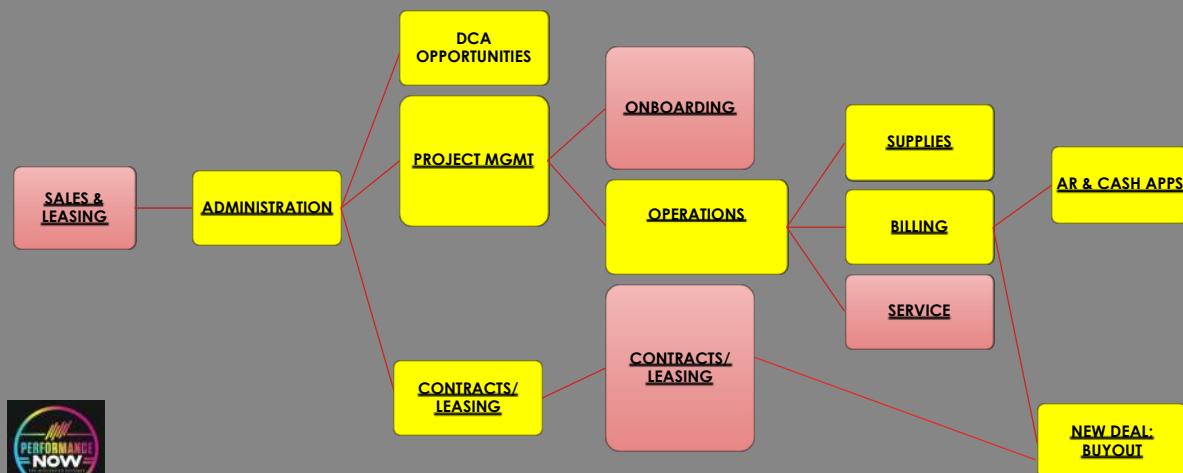 SALES &
LEASING
ADMINISTRATION
DCA
OPPORTUNITIES
PROJECT MGMT
CONTRACTS/
LEASING
ONBOARDING
OPERATIONS
CONTRACTS/
LEASING
SUPPLIES
BILLING
SERVICE
AR & CASH APPS
NEW DEAL:
BUYOUT
PERFORMANCE
NOW